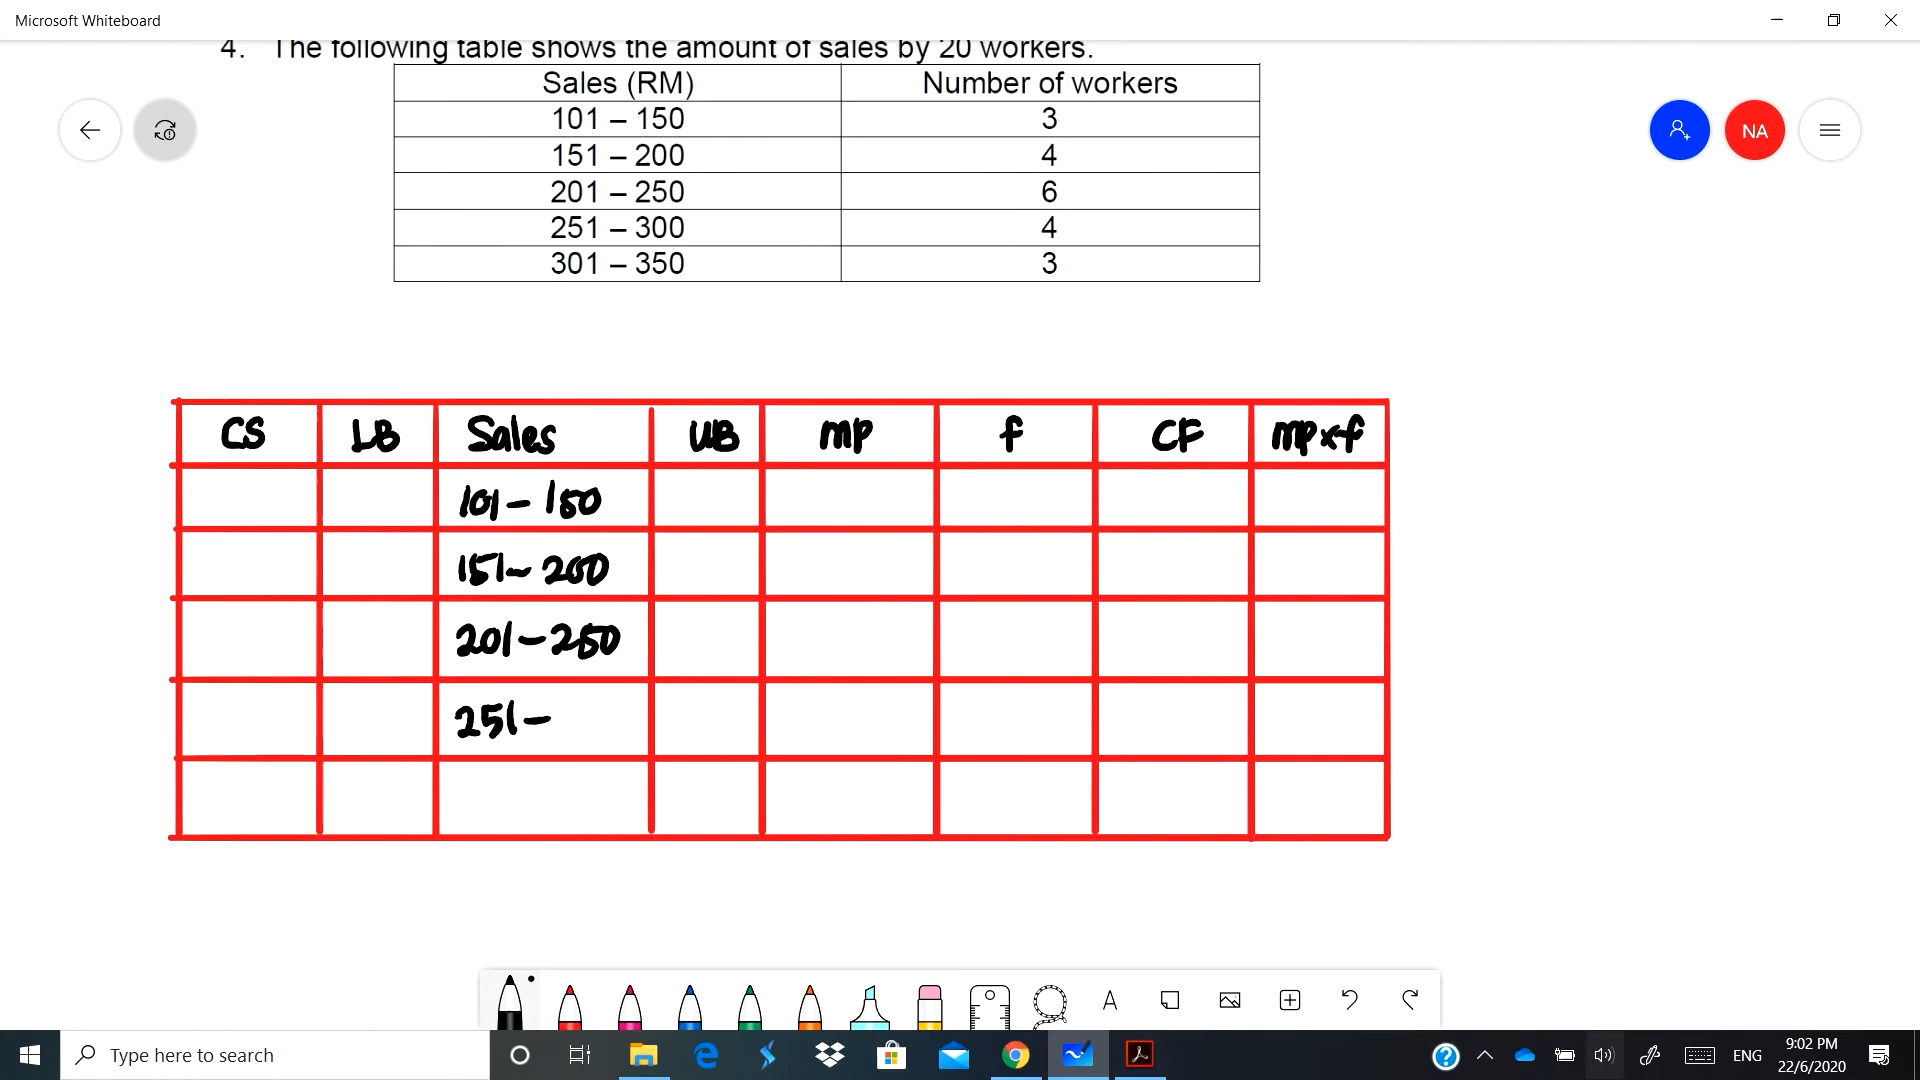 Microsoft Whiteboard
4. The following table shows the amount of sales by 20 workers.
Sales (RM) Number of workers
101 – 150 3
151 – 200 4
201 – 250 6
251 – 300 4
301 – 350 3
NA
CS LB Sales UB MP f CF MP x f
101 – 150
151 – 200
201 – 250
251 –
A
Type here to search
ENG
9:02 PM
22/6/2020